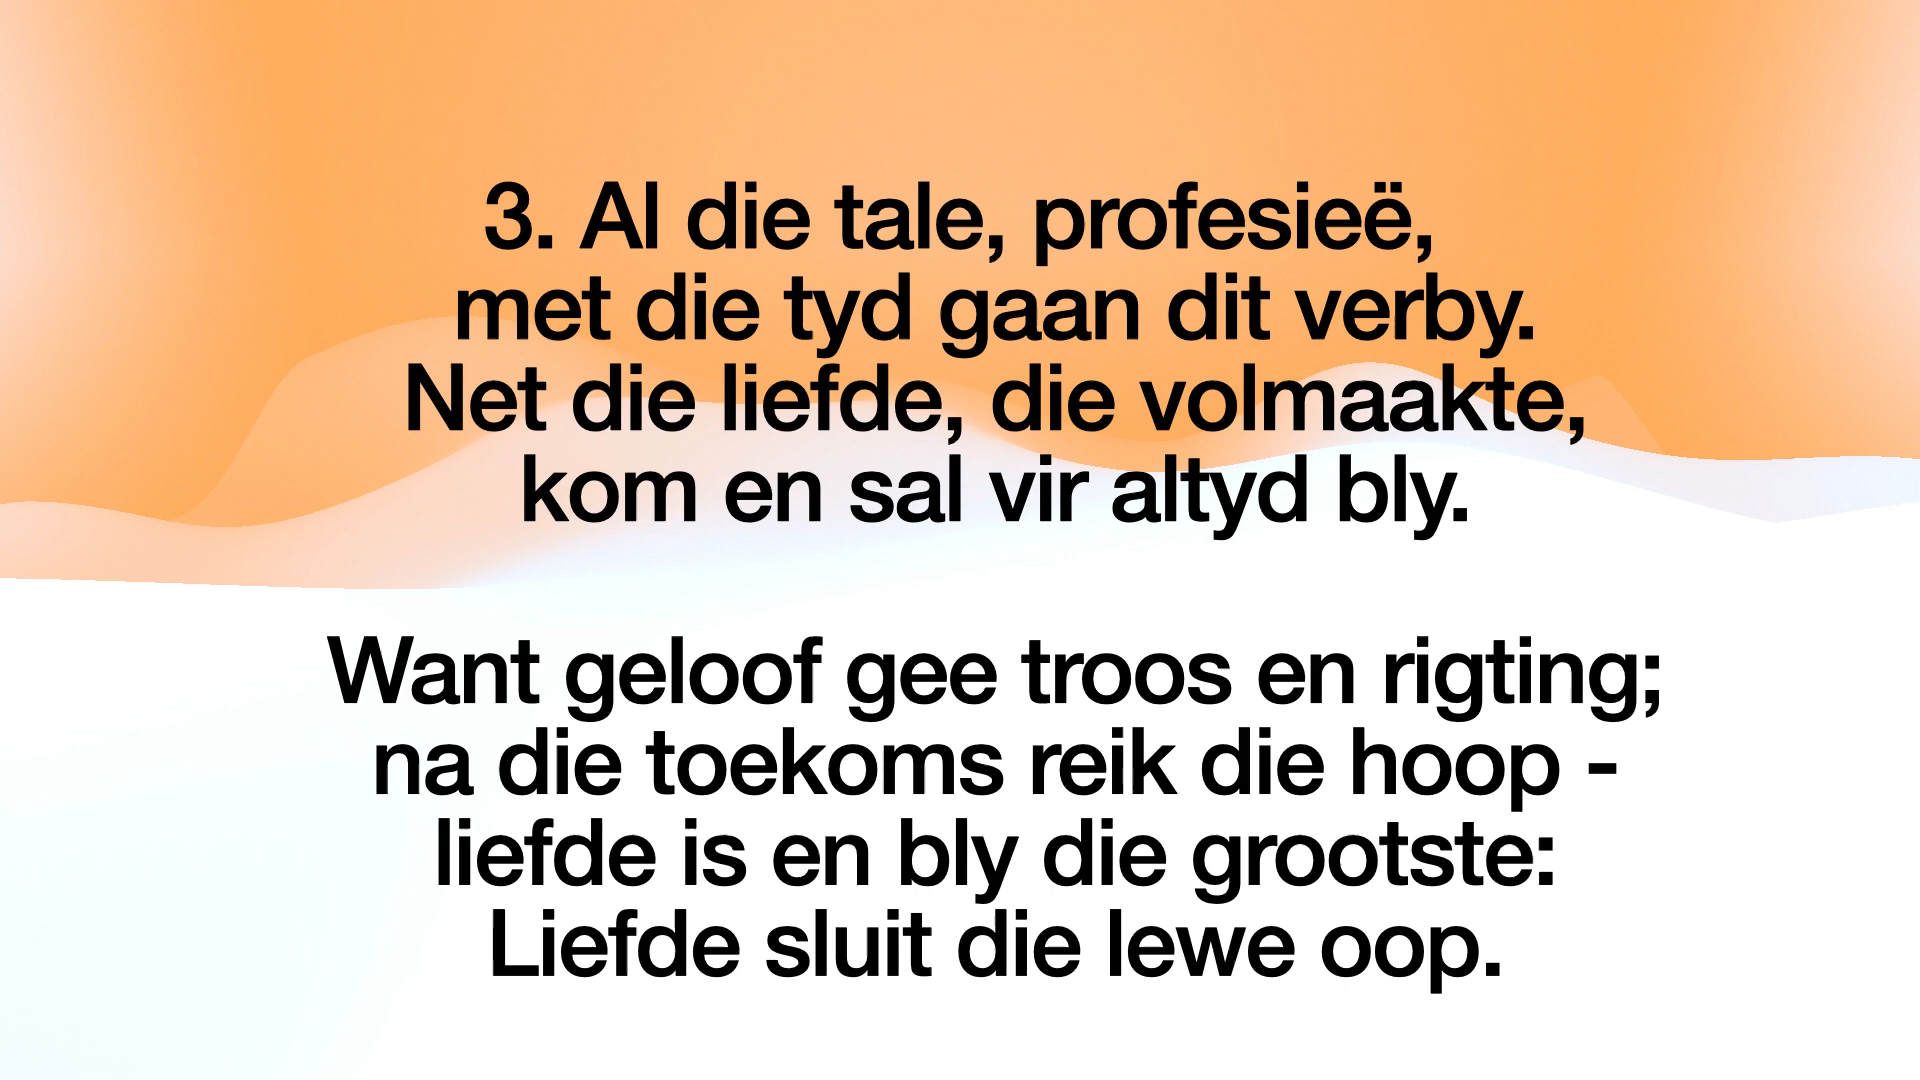 3. Al die tale, profesieë,
met die tyd gaan dit verby.
Net die liefde, die volmaakte,
kom en sal vir altyd bly.
Want geloof gee troos en rigting;
na die toekoms reik die hoop -
liefde is en bly die grootste:
Liefde sluit die lewe oop.